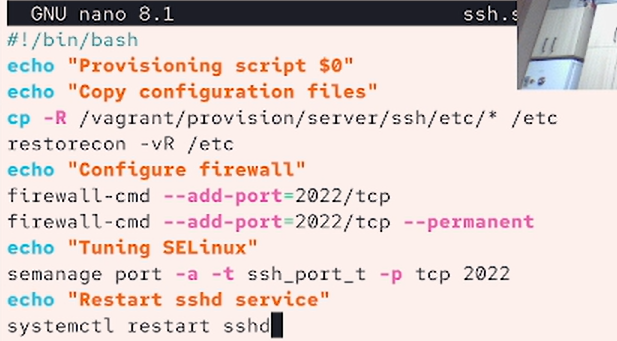 GNU nano 8.1 ssh.s
#!/bin/bash
echo "Provisioning script $0"
echo "Copy configuration files"
cp -R /vagrant/provision/server/ssh/etc/* /etc
restorecon -vR /etc
echo "Configure firewall"
firewall-cmd --add-port=2022/tcp
firewall-cmd --add-port=2022/tcp --permanent
echo "Tuning SELinux"
semanage port -a -t ssh_port_t -p tcp 2022
echo "Restart sshd service"
systemctl restart sshd